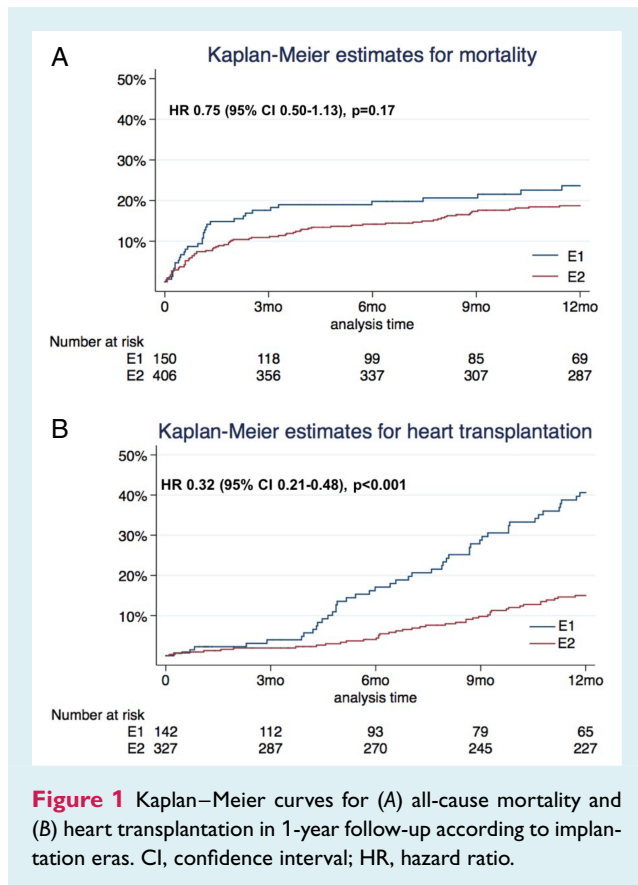 A
Kaplan-Meier estimates for mortality
50%
HR 0.75 (95% CI 0.50-1.13), p=0.17
40%
30%
20%
10%
E1
E2
0 3mo 6mo 9mo 12mo
analysis time
Number at risk
E1 150 118 99 85 69
E2 406 356 337 307 287
B
Kaplan-Meier estimates for heart transplantation
50%
HR 0.32 (95% CI 0.21-0.48), p<0.001
40%
30%
20%
10%
E1
E2
0 3mo 6mo 9mo 12mo
analysis time
Number at risk
E1 142 112 93 79 65
E2 327 287 270 245 227
Figure 1 Kaplan–Meier curves for (A) all-cause mortality and
(B) heart transplantation in 1-year follow-up according to implan-
tation eras. CI, confidence interval; HR, hazard ratio.